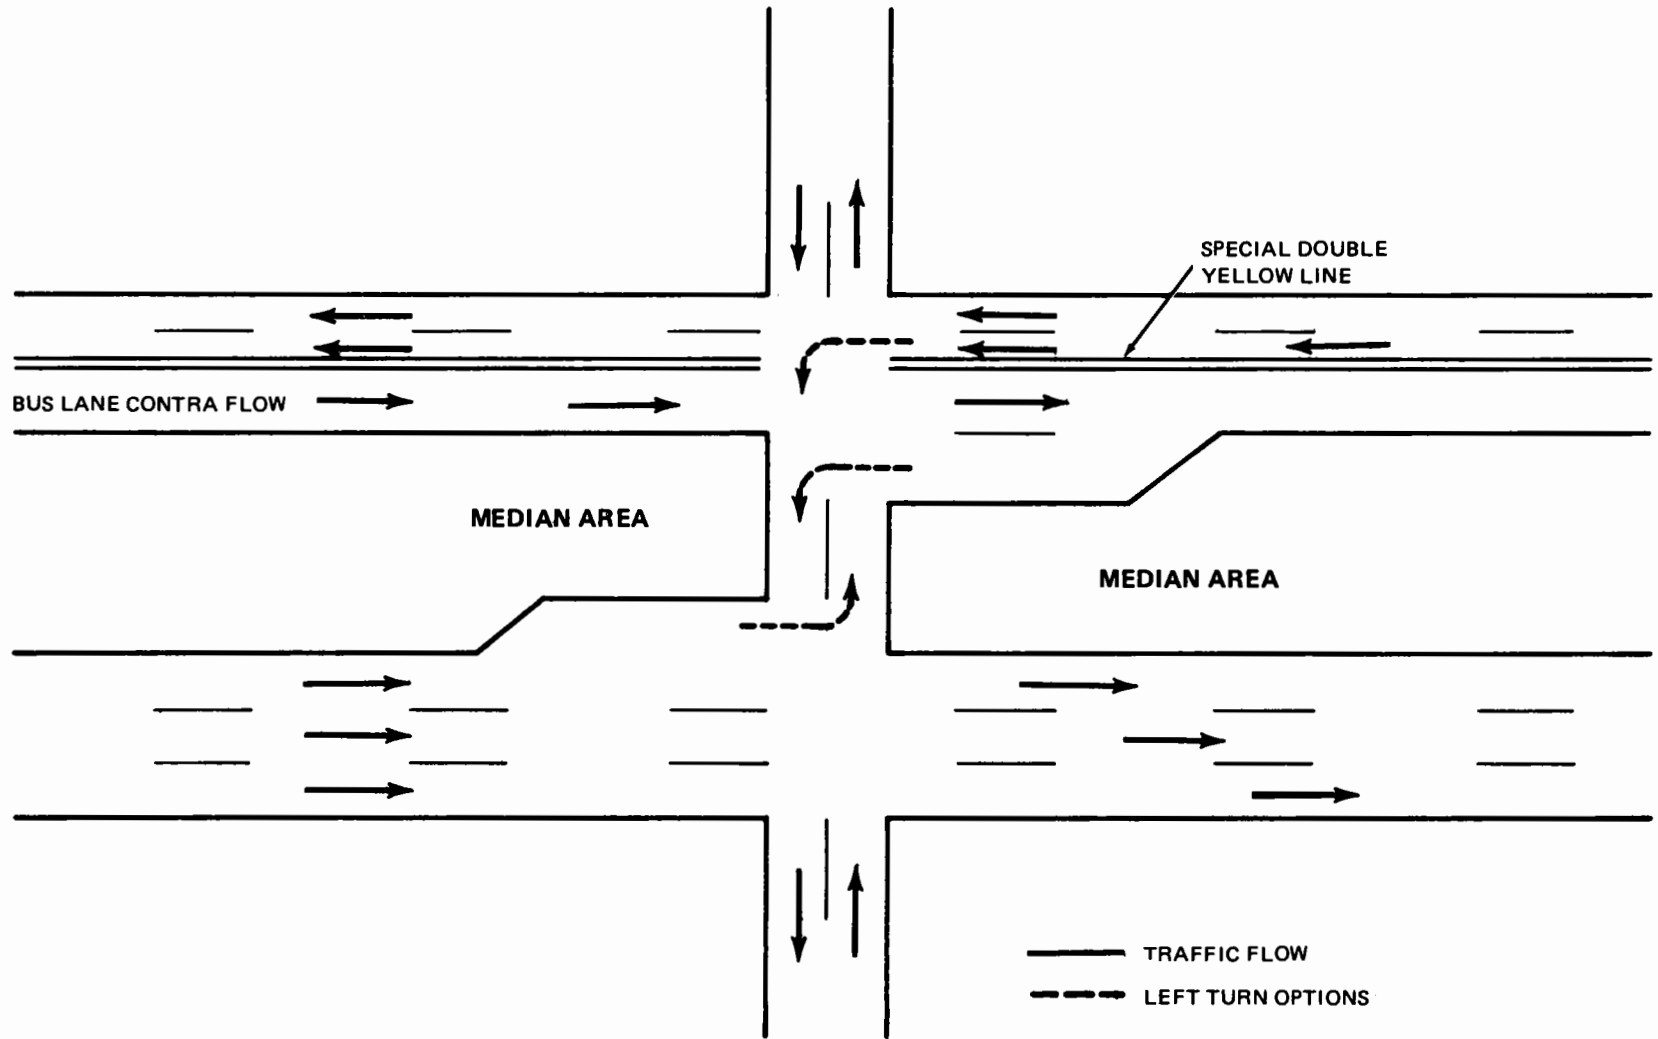 SPECIAL DOUBLE
YELLOW LINE
BUS LANE CONTRA FLOW
MEDIAN AREA
MEDIAN AREA
TRAFFIC FLOW
LEFT TURN OPTIONS